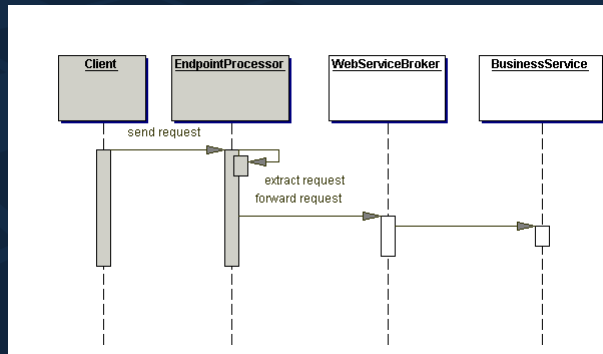 Client
EndpointProcessor
WebServiceBroker
BusinessService
send request
extract request
forward request